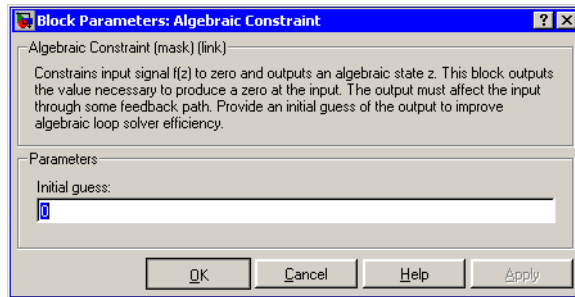 Block Parameters: Algebraic Constraint
Algebraic Constraint (mask) (link)
Constrains input signal f(z) to zero and outputs an algebraic state z. This block outputs
the value necessary to produce a zero at the input. The output must affect the input
through some feedback path. Provide an initial guess of the output to improve
algebraic loop solver efficiency.
Parameters
Initial guess:
0
OK Cancel Help Apply